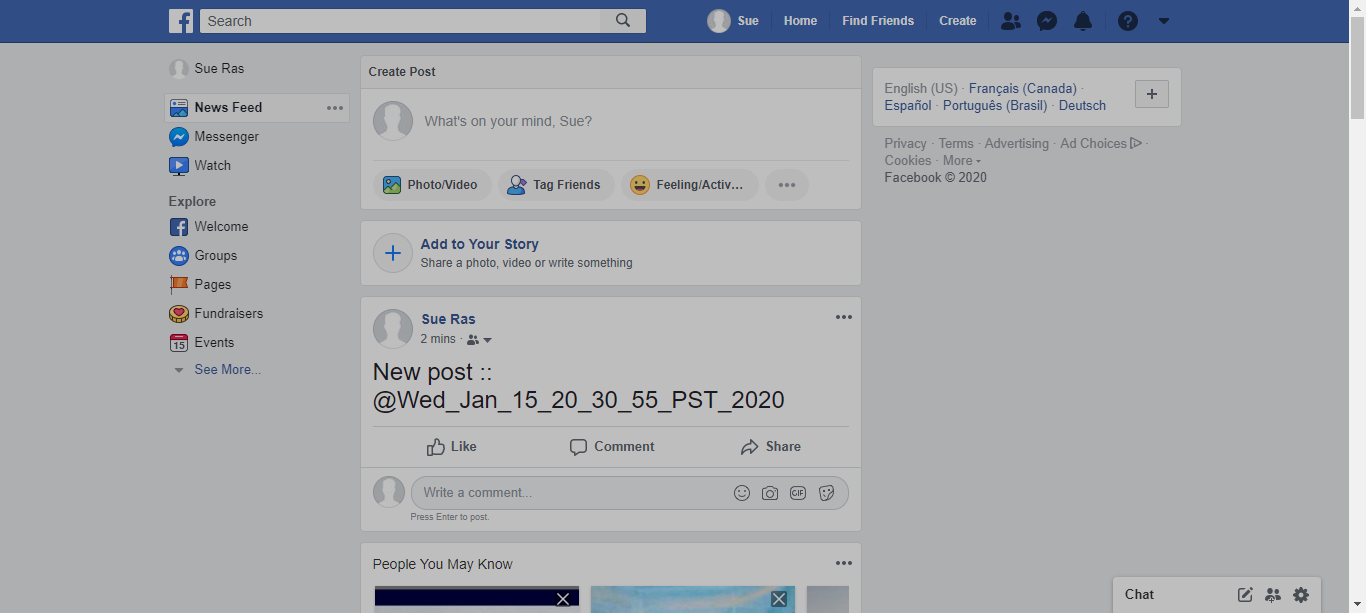 Search
Sue Home Find Friends Create
Sue Ras
News Feed
Messenger
Watch
Explore
Welcome
Groups
Pages
Fundraisers
15 Events
See More...
Create Post
What's on your mind, Sue?
Photo/Video Tag Friends Feeling/Activ...
Add to Your Story
Share a photo, video or write something
Sue Ras
2 mins ·
New post ::
@Wed_Jan_15_20_30_55_PST_2020
Like Comment Share
Write a comment... GIF
Press Enter to post.
People You May Know
English (US) · Français (Canada) ·
Español · Português (Brasil) · Deutsch
Privacy · Terms · Advertising · Ad Choices ·
Cookies · More
Facebook © 2020
Chat